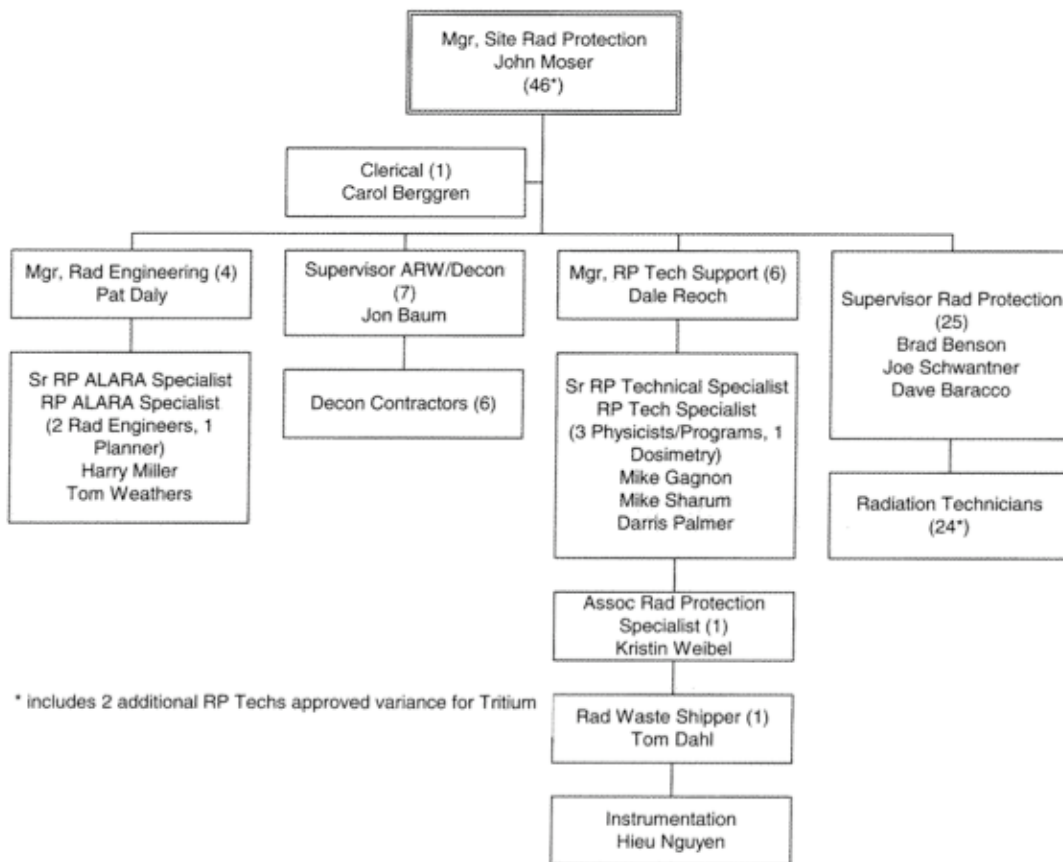 Mgr, Site Rad Protection
John Moser
(46*)
Clerical (1)
Carol Berggren
Mgr, Rad Engineering (4)
Pat Daly
Supervisor ARW/Decon
(7)
Jon Baum
Mgr, RP Tech Support (6)
Dale Reoch
Supervisor Rad Protection
(25)
Brad Benson
Joe Schwantner
Dave Baracco
Sr RP ALARA Specialist
RP ALARA Specialist
(2 Rad Engineers, 1
Planner)
Harry Miller
Tom Weathers
Decon Contractors (6)
Sr RP Technical Specialist
RP Tech Specialist
(3 Physicists/Programs, 1
Dosimetry)
Mike Gagnon
Mike Sharum
Darris Palmer
Radiation Technicians
(24*)
Assoc Rad Protection
Specialist (1)
Kristin Weibel
* includes 2 additional RP Techs approved variance for Tritium
Rad Waste Shipper (1)
Tom Dahl
Instrumentation
Hieu Nguyen